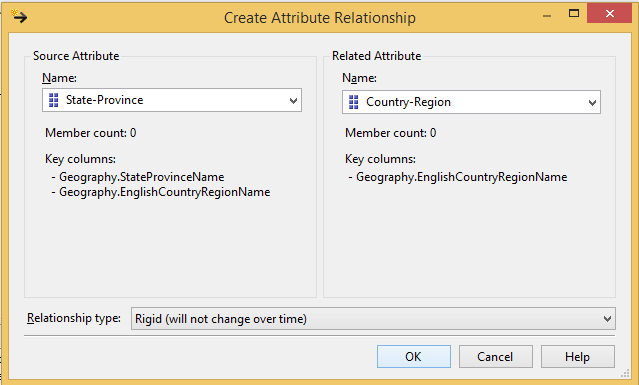 Create Attribute Relationship
Source Attribute
Name:
State-Province
Member count: 0
Key columns:
- Geography.StateProvinceName
- Geography.EnglishCountryRegionName
Related Attribute
Name:
Country-Region
Member count: 0
Key columns:
- Geography.EnglishCountryRegionName
Relationship type: Rigid (will not change over time)
OK Cancel Help